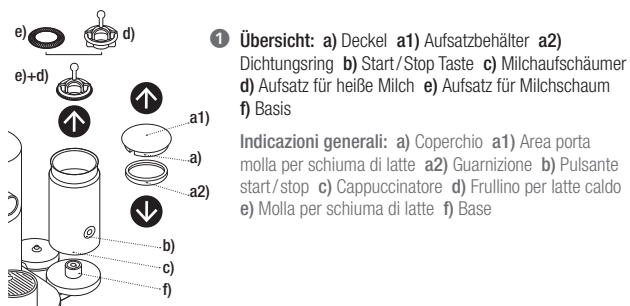 e)
d)
e)+d)
a1)
a)
a2)
b)
c)
f)
1 Übersicht: a) Deckel a1) Aufsatzbehälter a2)
Dichtungsring b) Start/Stop Taste c) Milchaufschäumer
d) Aufsatz für heiße Milch e) Aufsatz für Milchschaum
f) Basis
Indicazioni generali: a) Coperchio a1) Area porta
molla per schiuma di latte a2) Guarnizione b) Pulsante
start/stop c) Cappuccinatore d) Frullino per latte caldo
e) Molla per schiuma di latte f) Base